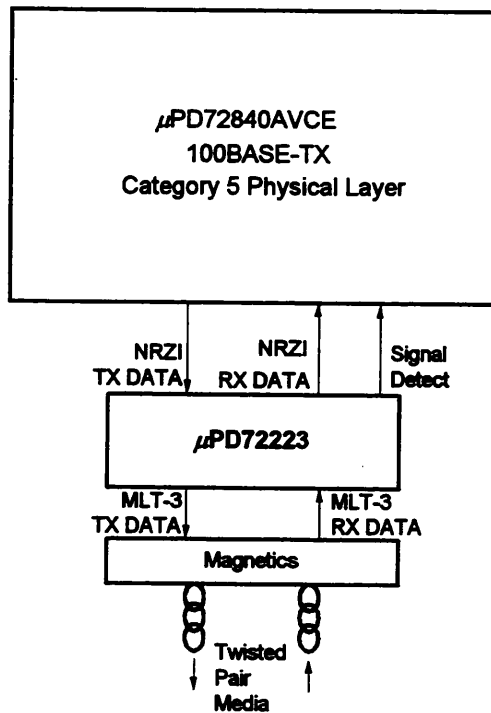 µPD72840AVCE
100BASE-TX
Category 5 Physical Layer
NRZI
TX DATA
NRZI
RX DATA
Signal
Detect
µPD72223
MLT-3
TX DATA
MLT-3
RX DATA
Magnetics
Twisted
Pair
Media